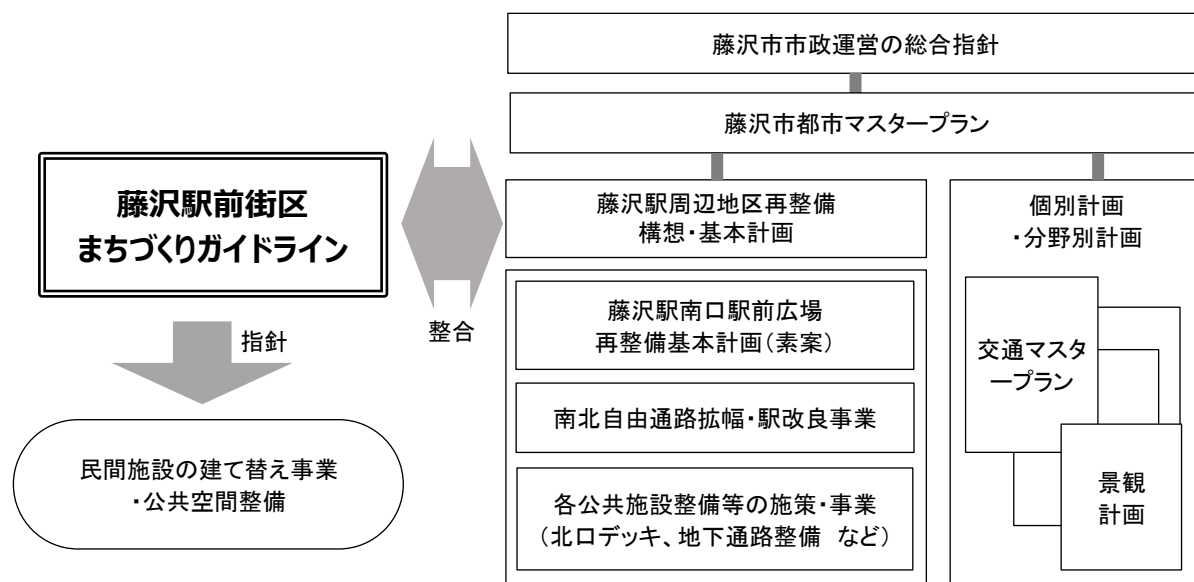 藤沢市市政運営の総合指針
藤沢市都市マスタープラン
藤沢駅前街区
まちづくりガイドライン
整合
指針
民間施設の建て替え事業
・公共空間整備
藤沢駅周辺地区再整備
構想・基本計画
藤沢駅南口駅前広場
再整備基本計画（素案）
南北自由通路拡幅・駅改良事業
各公共施設整備等の施策・事業
（北口デッキ、地下通路整備 など）
個別計画
・分野別計画
交通マスタ
ープラン
景観
計画